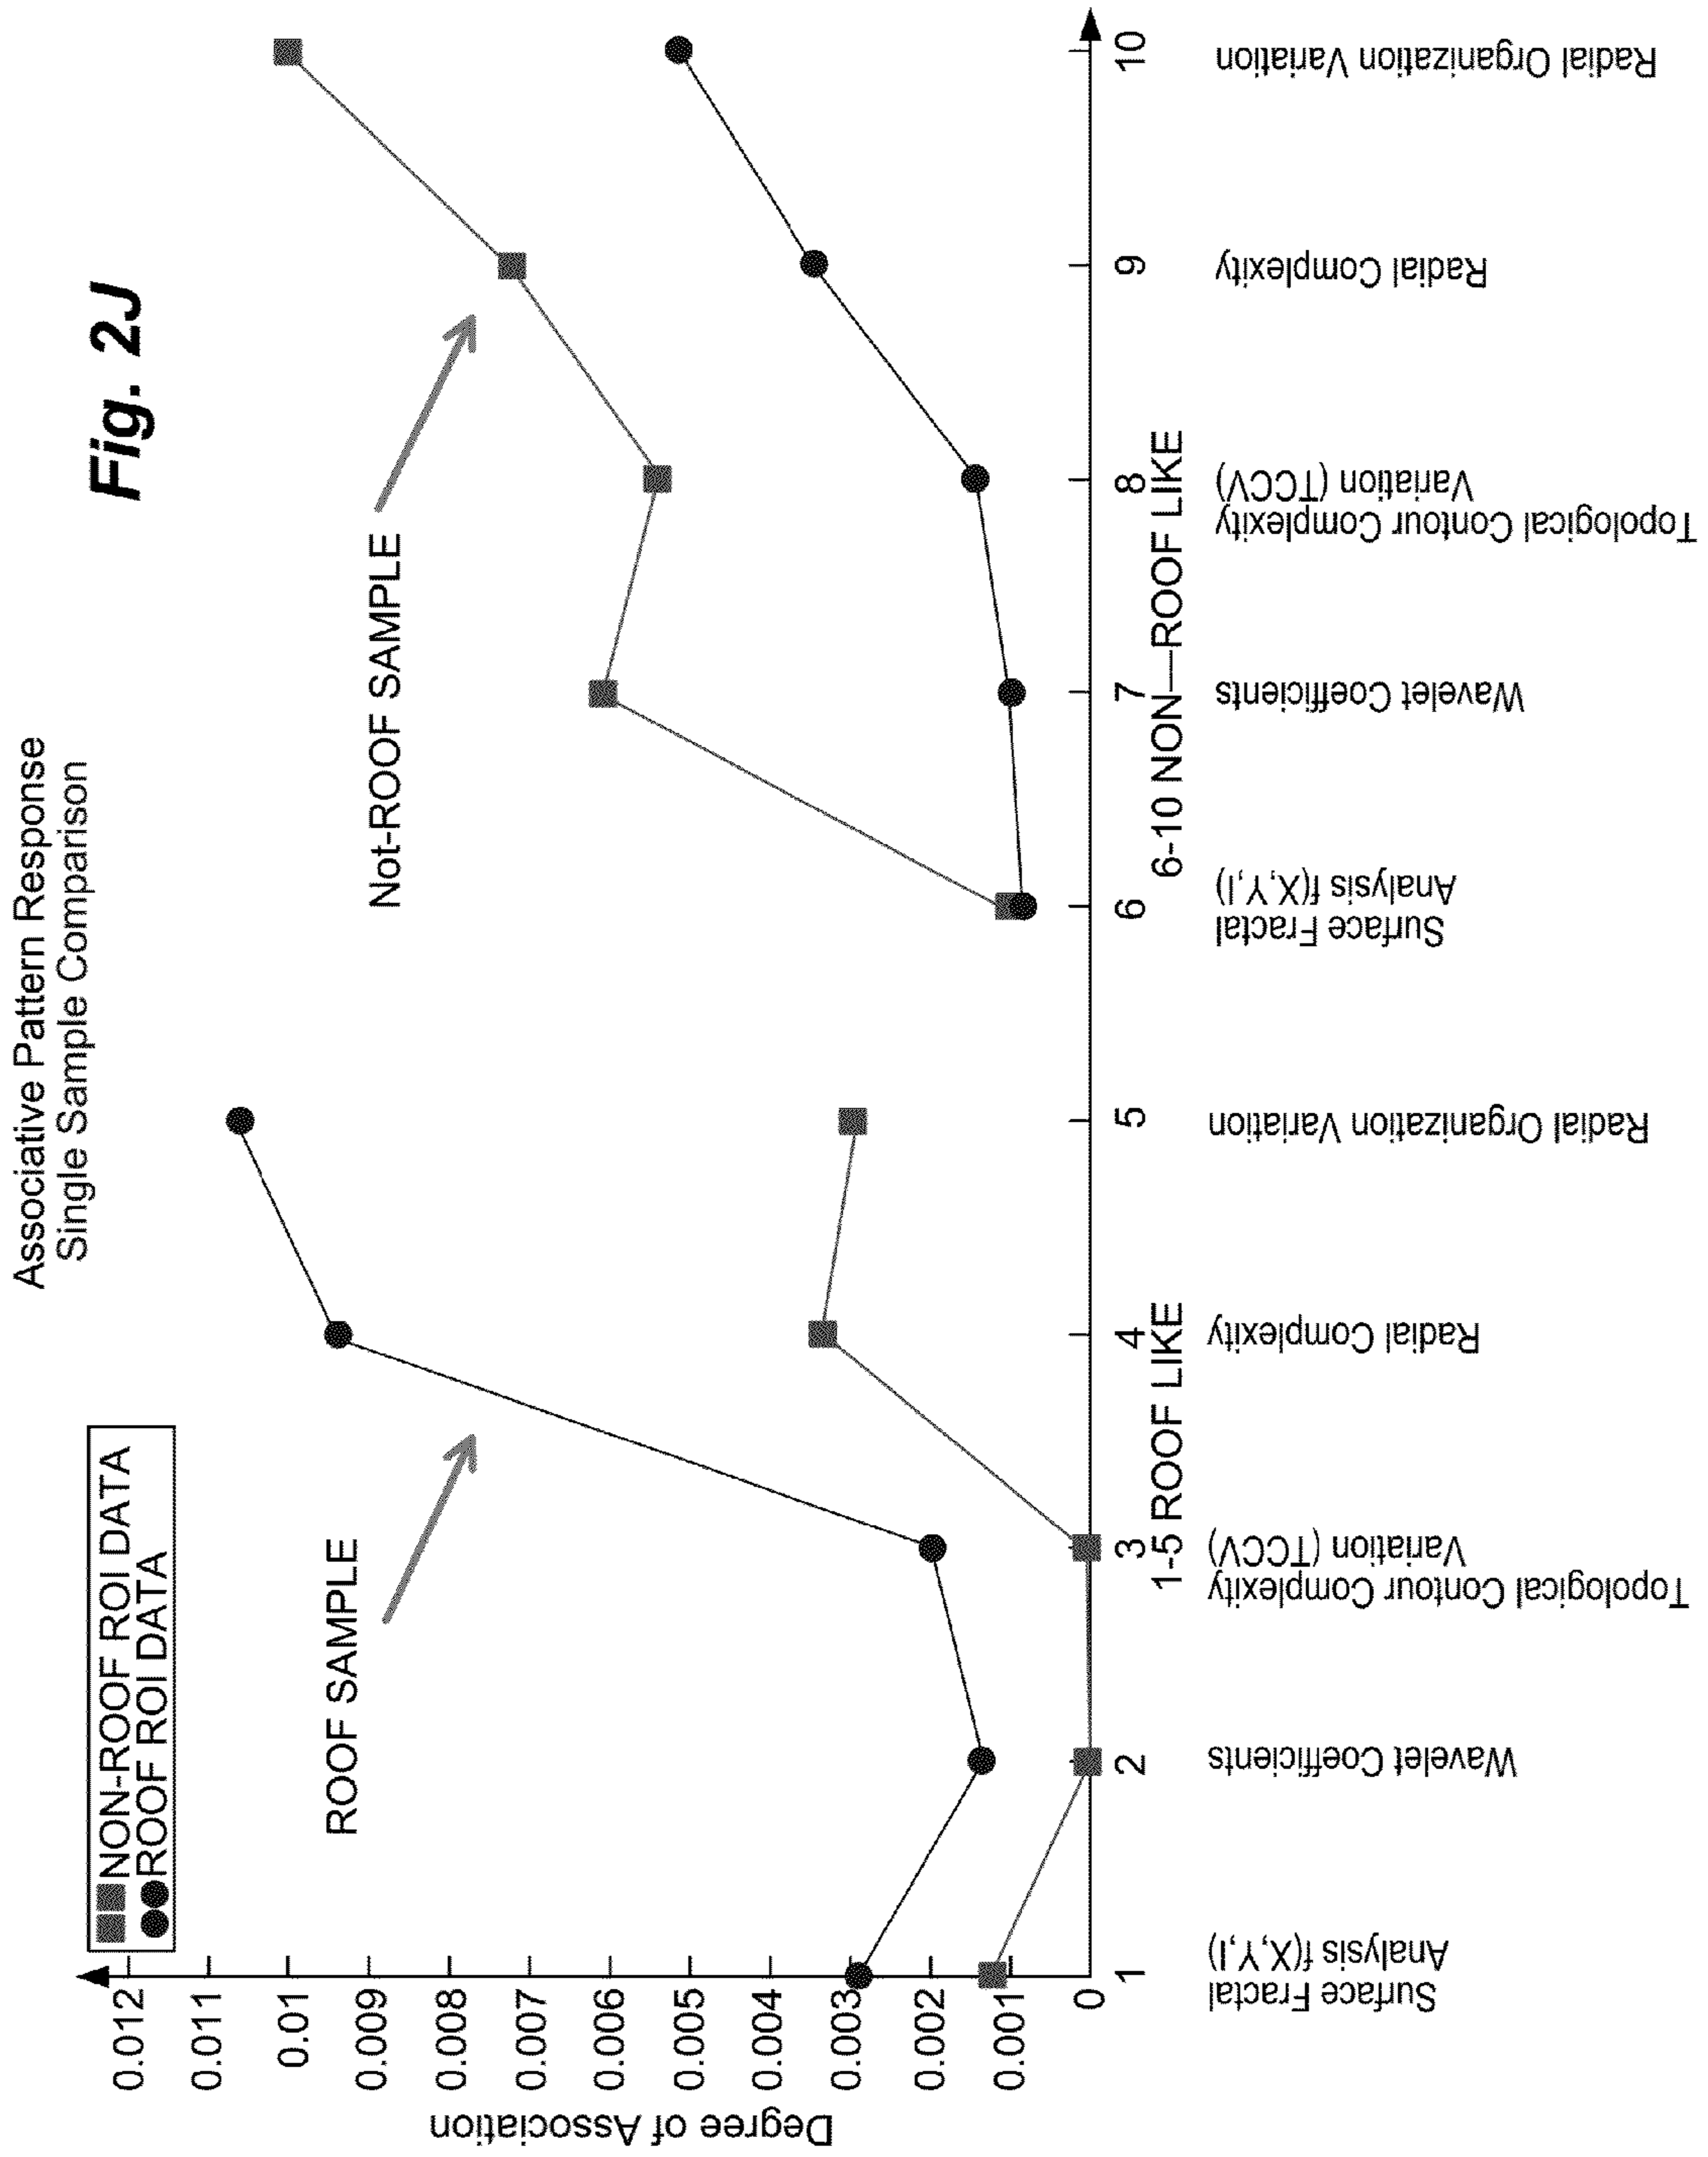 Associative Pattern Response
Single Sample Comparison
Fig. 2J
NON-ROOF ROI DATA
ROOF ROI DATA
ROOF SAMPLE
Not-ROOF SAMPLE
Degree of Association
0.012
0.011
0.01
0.009
0.008
0.007
0.006
0.005
0.004
0.003
0.002
0.001
0
1 2 3 4 5 6 7 8 9 10
1-5 ROOF LIKE
6-10 NON—ROOF LIKE
Surface Fractal
Analysis f(X,Y,I)
Wavelet Coefficients
Topological Contour Complexity
Variation (TCCV)
Radial Complexity
Radial Organization Variation
Surface Fractal
Analysis f(X,Y,I)
Wavelet Coefficients
Topological Contour Complexity
Variation (TCCV)
Radial Complexity
Radial Organization Variation